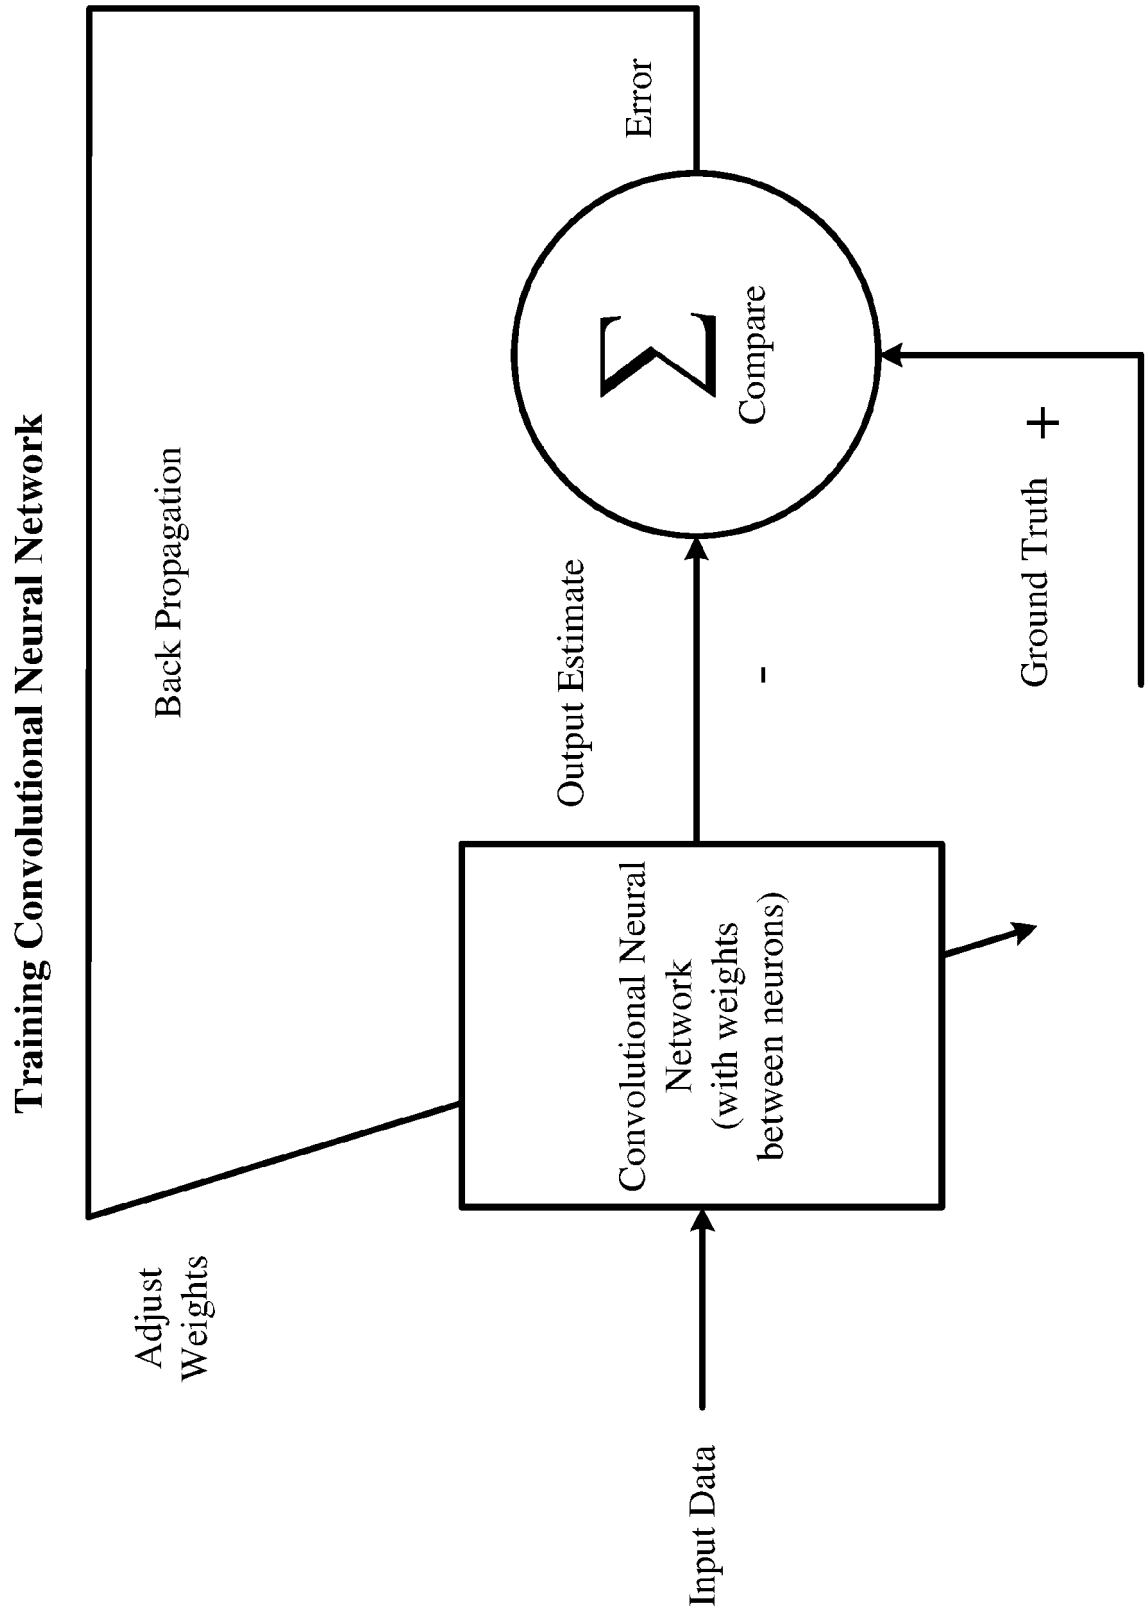 Training Convolutional Neural Network
Back Propagation
Adjust
Weights
Error
Output Estimate
-
Σ
Compare
Convolutional Neural
Network
(with weights
between neurons)
Input Data
Ground Truth +